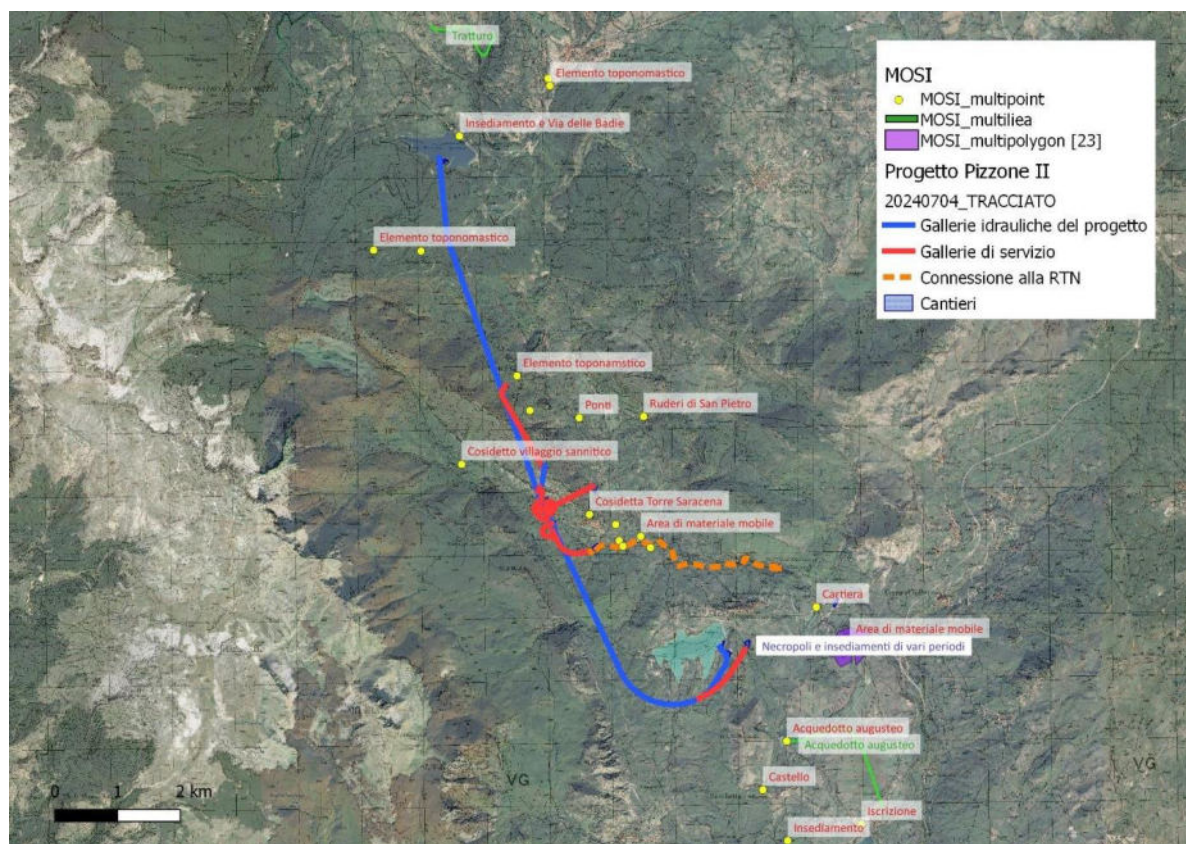 Tratturo
Elemento toponomastico
Insediamento e Via delle Badie
Elemento toponomastico
Elemento toponamstico
Ponti
Ruderi di San Pietro
Cosidetto villaggio sannitico
Cosidetta Torre Saracena
Area di materiale mobile
Cartiera
Area di materiale mobile
Necropoli e insediamenti di vari periodi
Acquedotto augusteo
Acquedotto augusteo
Castello
Iscrizione
Insediamento
VG
VG
0 1 2 km
MOSI
MOSI_multipoint
MOSI_multiliea
MOSI_multipolygon [23]
Progetto Pizzone II
20240704_TRACCIATO
Gallerie idrauliche del progetto
Gallerie di servizio
Connessione alla RTN
Cantieri